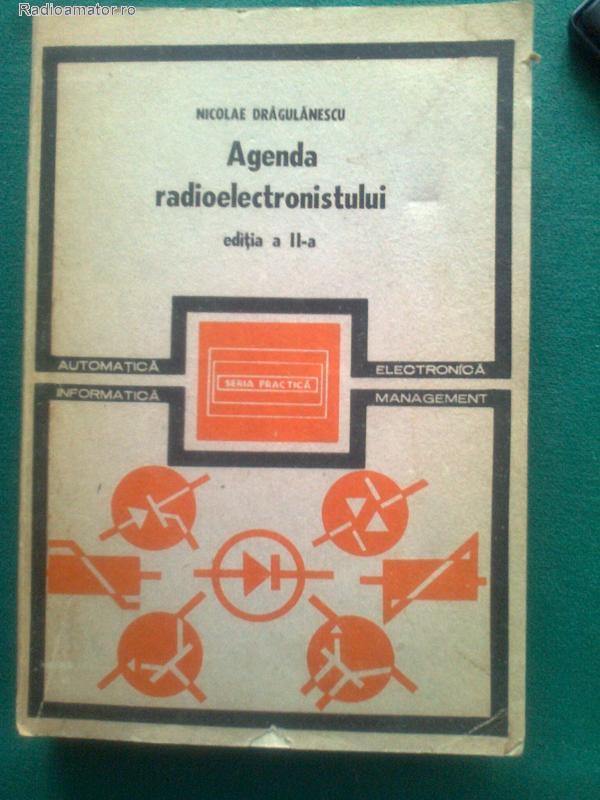 Radioamator.ro
NICOLAE DRĂGULĂNESCU
Agenda
radioelectronistului
ediția a II-a
AUTOMATICĂ
ELECTRONICĂ
SERIA PRACTICĂ
INFORMATICĂ
MANAGEMENT